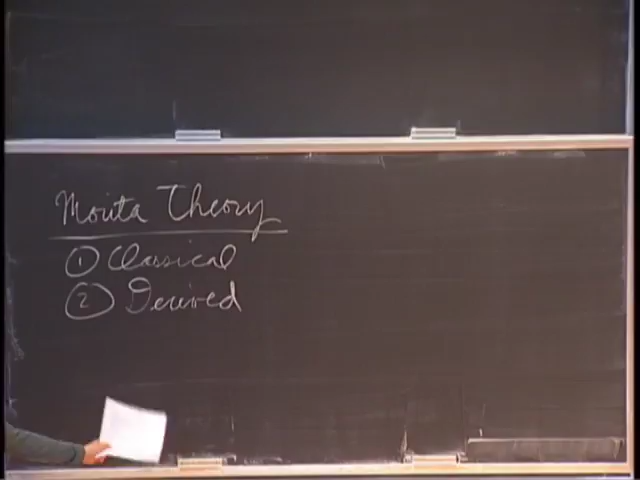 Morita Theory
① Classical
② Derived